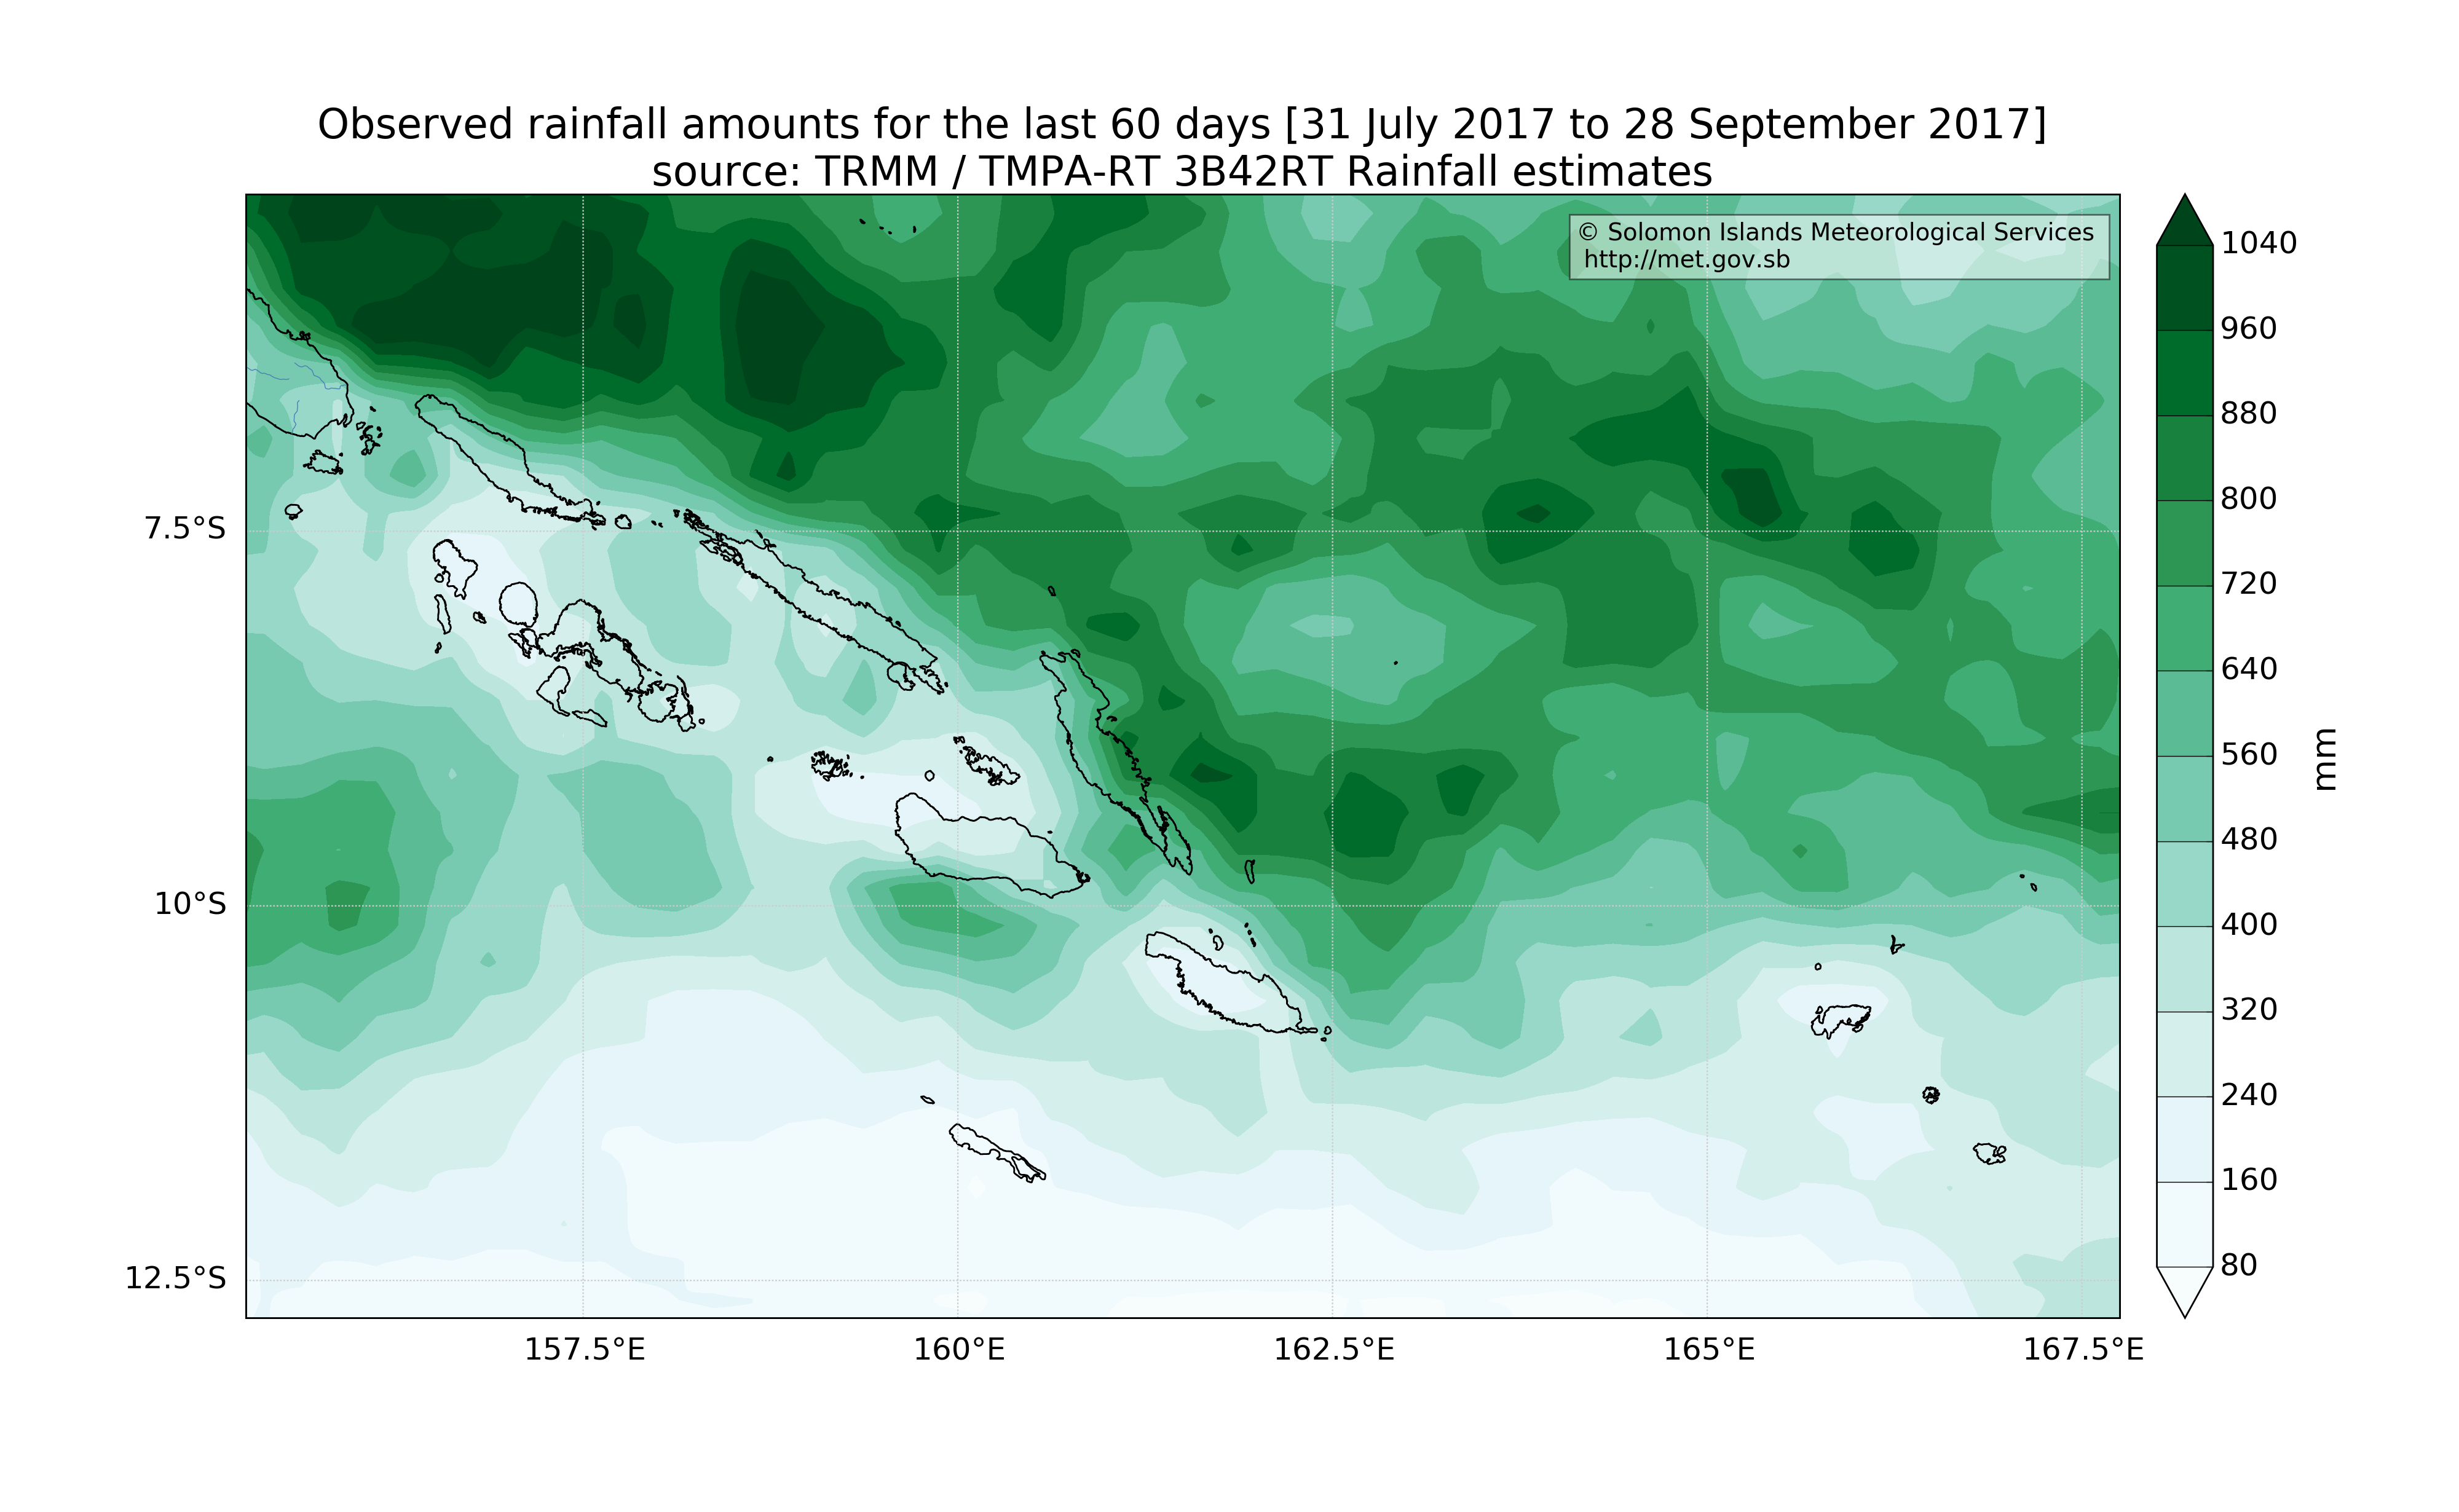 Observed rainfall amounts for the last 60 days [31 July 2017 to 28 September 2017]
source: TRMM / TMPA-RT 3B42RT Rainfall estimates
© Solomon Islands Meteorological Services
http://met.gov.sb
7.5°S
10°S
12.5°S
157.5°E
160°E
162.5°E
165°E
167.5°E
1040
960
880
800
720
640
560
480
400
320
240
160
80
mm